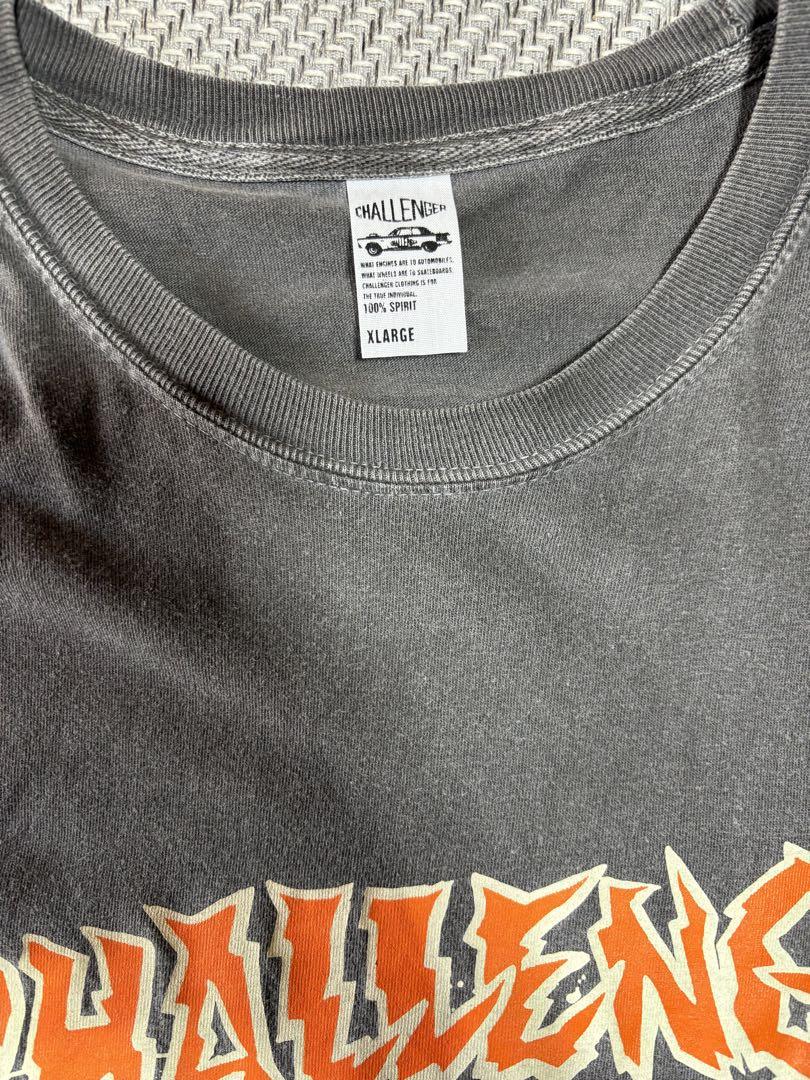 CHALLENGER
WHAT ENGINES ARE TO AUTOMOBILES.
WHAT WHEELS ARE TO SKATEBOARDS.
CHALLENGER CLOTHING IS FOR
THE TRUE INDIVIDUAL.
100% SPIRIT
XLARGE
CHALLENG